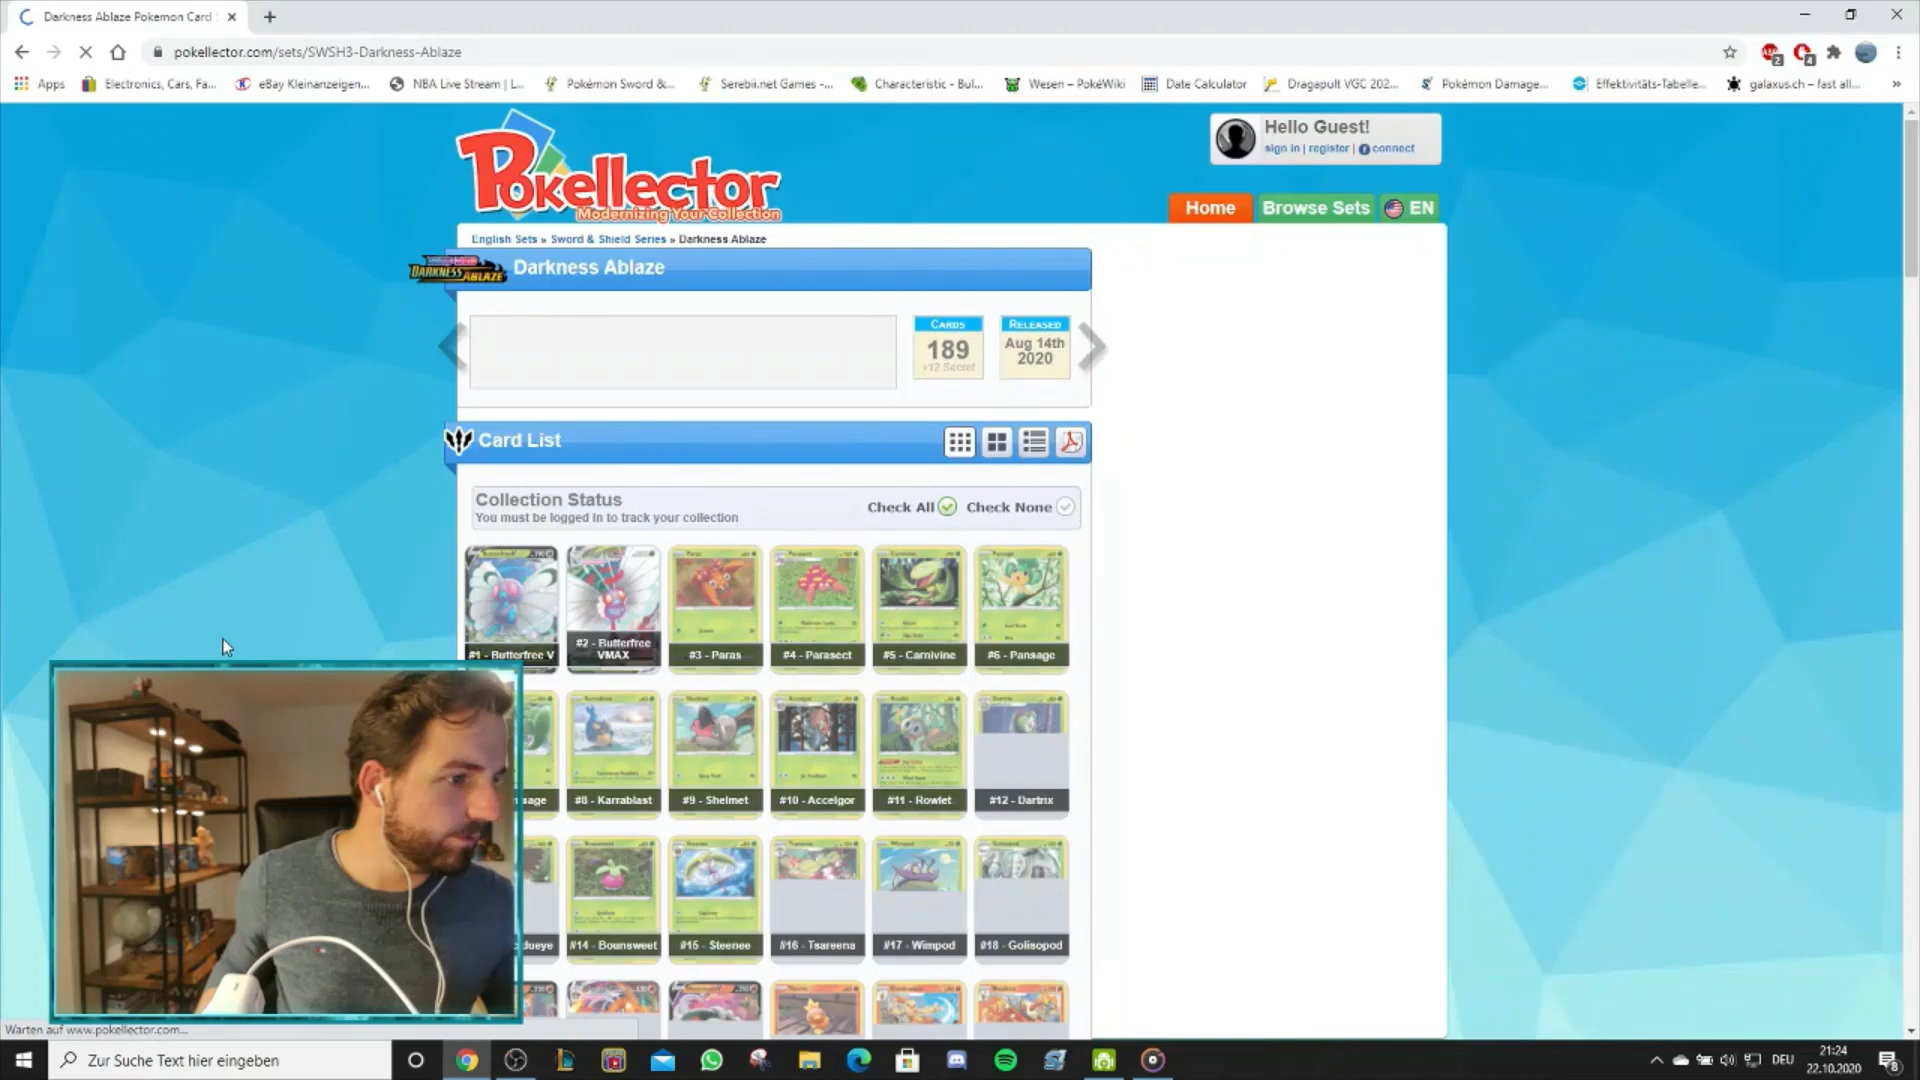 Darkness Ablaze Pokemon Card
pokellector.com/sets/SWSH3-Darkness-Ablaze
Apps
Electronics, Cars, Fa...
eBay Kleinanzeigen...
NBA Live Stream | L...
Pokémon Sword &...
Serebii.net Games -...
Characteristic - Bul...
Wesen – PokéWiki
Date Calculator
Dragapult VGC 202...
Pokémon Damage...
Effektivitäts-Tabelle...
galaxus.ch – fast all...
»
Pokellector
Modernizing Your Collection
Hello Guest!
sign in | register | connect
Home
Browse Sets
EN
English Sets » Sword & Shield Series » Darkness Ablaze
DARKNESS ABLAZE
Darkness Ablaze
CARDS
189
+12 Secret
RELEASED
Aug 14th
2020
Card List
Collection Status
You must be logged in to track your collection
Check All
Check None
#1 - Butterfree V
#2 - Butterfree
VMAX
#3 - Paras
#4 - Parasect
#5 - Carnivine
#6 - Pansage
sage
#8 - Karrablast
#9 - Shelmet
#10 - Accelgor
#11 - Rowlet
#12 - Dartrix
dueye
#14 - Bounsweet
#15 - Steenee
#16 - Tsareena
#17 - Wimpod
#18 - Golisopod
Warten auf www.pokellector.com...
Zur Suche Text hier eingeben
DEU
21:24
22.10.2020